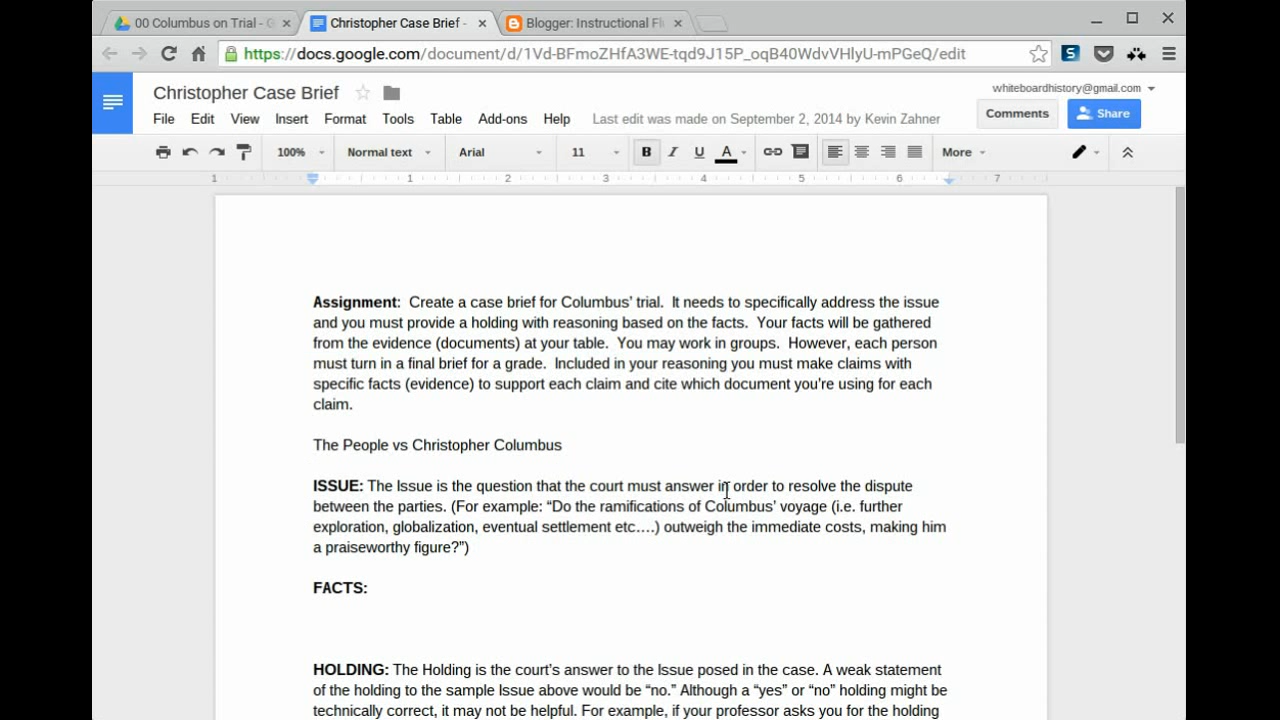 00 Columbus on Trial - G
Christopher Case Brief -
Blogger: Instructional Fl
https://docs.google.com/document/d/1Vd-BFmoZHfA3WE-tqd9J15P_oqB40WdvVHIyU-mPGeQ/edit
Christopher Case Brief
whiteboardhistory@gmail.com
File Edit View Insert Format Tools Table Add-ons Help Last edit was made on September 2, 2014 by Kevin Zahner
Comments Share
100% Normal text Arial 11 B I U A More
1 1 2 3 4 5 6 7
Assignment: Create a case brief for Columbus’ trial. It needs to specifically address the issue
and you must provide a holding with reasoning based on the facts. Your facts will be gathered
from the evidence (documents) at your table. You may work in groups. However, each person
must turn in a final brief for a grade. Included in your reasoning you must make claims with
specific facts (evidence) to support each claim and cite which document you’re using for each
claim.
The People vs Christopher Columbus
ISSUE: The Issue is the question that the court must answer in order to resolve the dispute
between the parties. (For example: “Do the ramifications of Columbus’ voyage (i.e. further
exploration, globalization, eventual settlement etc….) outweigh the immediate costs, making him
a praiseworthy figure?”)
FACTS:
HOLDING: The Holding is the court’s answer to the Issue posed in the case. A weak statement
of the holding to the sample Issue above would be “no.” Although a “yes” or “no” holding might be
technically correct, it may not be helpful. For example, if your professor asks you for the holding